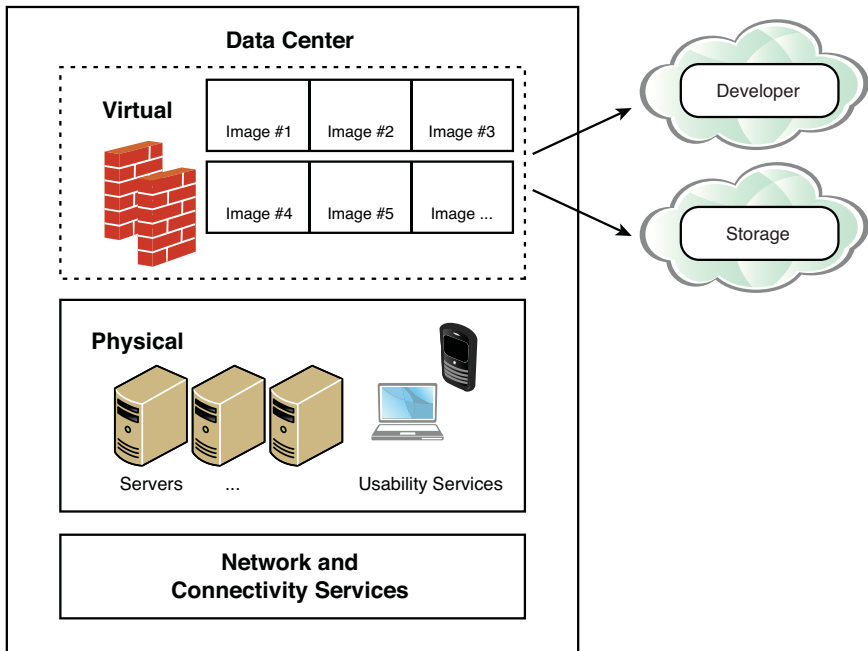 Data Center
Virtual
Image #1
Image #2
Image #3
Image #4
Image #5
Image ...
Developer
Storage
Physical
Servers
...
Usability Services
Network and
Connectivity Services